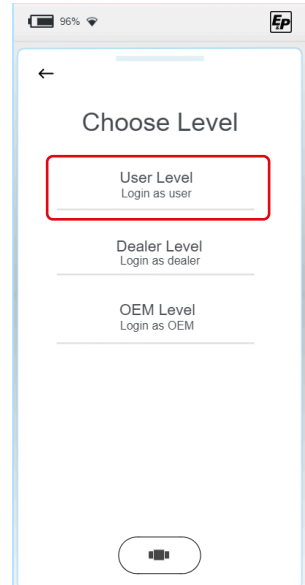 96%
EP
Choose Level
User Level
Login as user
Dealer Level
Login as dealer
OEM Level
Login as OEM